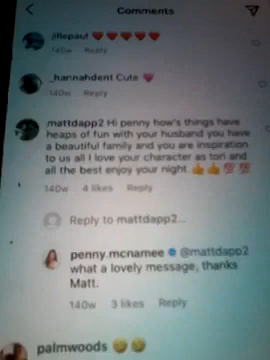 Comments
jillepaul ❤️❤️❤️❤️❤️
140w Reply
_hannahdent Cute 💗
140w Reply
mattdapp2 Hi penny how's things have
heaps of fun with your husband you have
a beautiful family and you are inspiration
to us all I love your character as tori and
all the best enjoy your night 👍👍💯💯
140w 4 likes Reply
Reply to mattdapp2...
penny.mcnamee @mattdapp2
what a lovely message, thanks
Matt.
140w 3 likes Reply
palmwoods